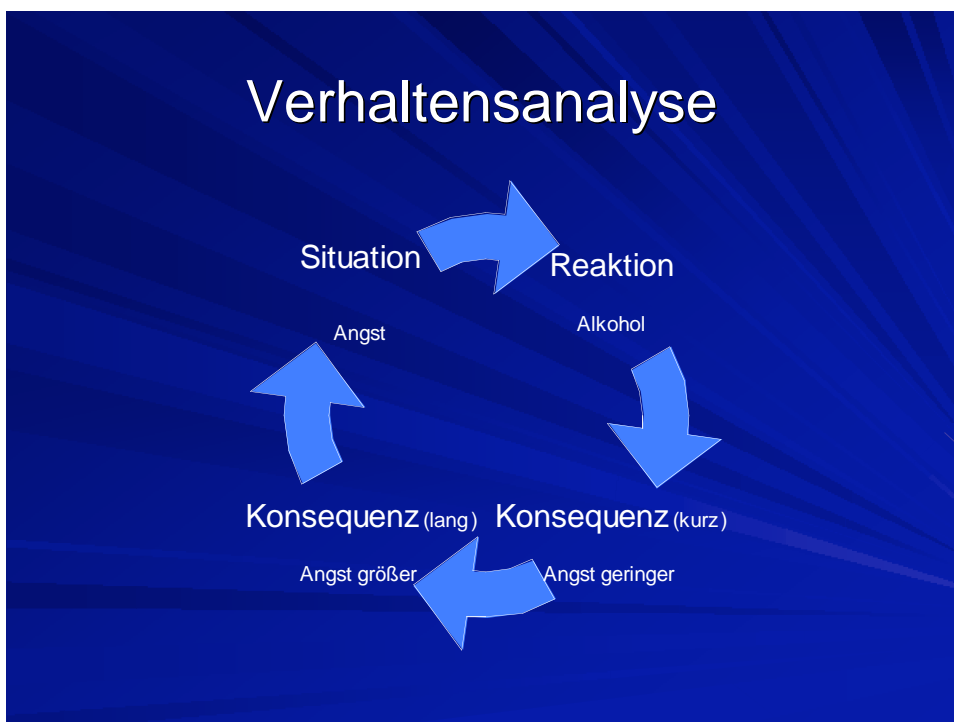 Verhaltensanalyse
Situation
Reaktion
Angst
Alkohol
Konsequenz (lang) Konsequenz (kurz)
Angst größer Angst geringer